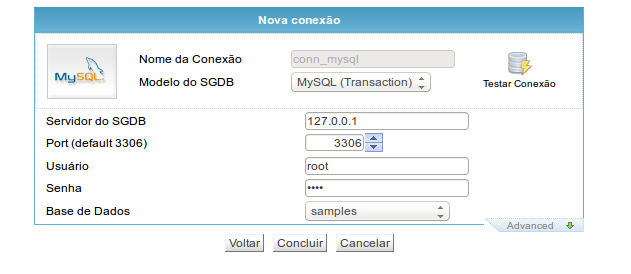 Nova conexão
MySQL
Nome da Conexão conn_mysql
Modelo do SGDB MySQL (Transaction)
Testar Conexão
Servidor do SGDB 127.0.0.1
Port (default 3306) 3306
Usuário root
Senha ••••
Base de Dados samples
Advanced
Voltar Concluir Cancelar